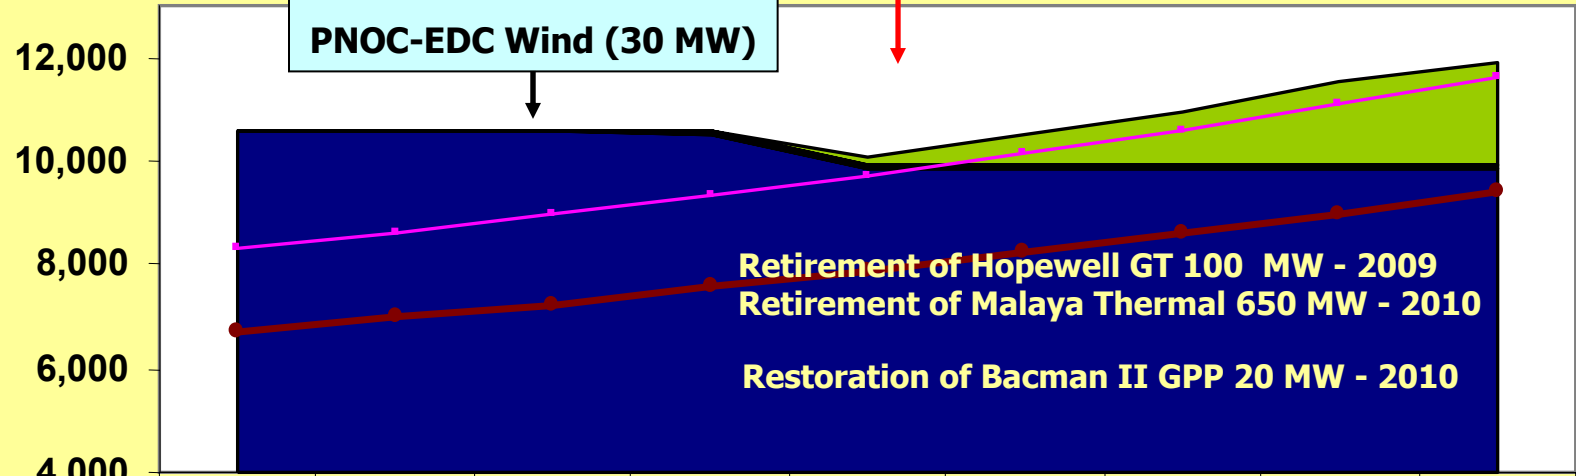 PNOC-EDC Wind (30 MW)
12,000
10,000
8,000
6,000
4,000
Retirement of Hopewell GT 100  MW - 2009
Retirement of Malaya Thermal 650 MW - 2010
Restoration of Bacman II GPP 20 MW - 2010